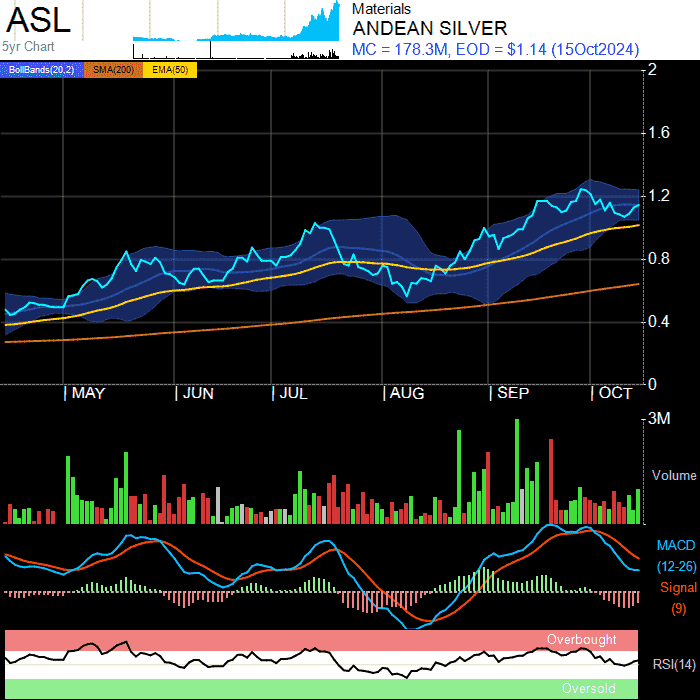 ASL
5yr Chart
Materials
ANDEAN SILVER
MC = 178.3M, EOD = $1.14 (15Oct2024)
BollBands(20,2) SMA(200) EMA(50)
2
1.6
1.2
0.8
0.4
0
MAY JUN JUL AUG SEP OCT
3M
Volume
MACD
(12-26)
Signal
(9)
Overbought
RSI(14)
Oversold